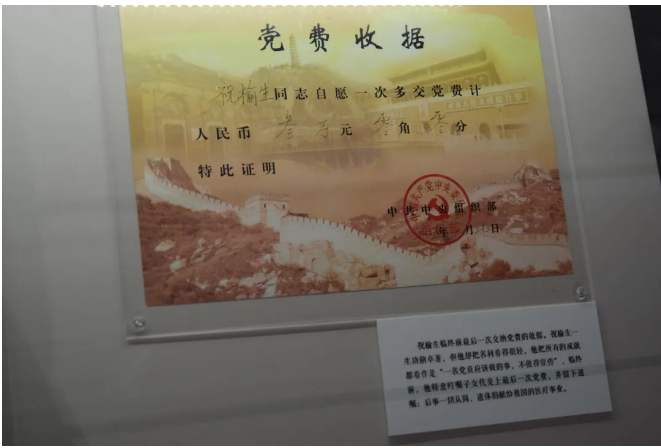 党费收据
祝榆生同志自愿一次多交党费计
人民币 叁万元 零角 零分
特此证明
中共中央组织部
年 月 日
祝榆生临终前最后一次交纳党费的收据。祝榆生一
生功勋卓著，但他却把名利看得很轻，他把所有的成就
都看作是“一名党员应该做的事，不值得宣传”，临终
前，他特意叮嘱子女代交上最后一次党费，并留下遗
嘱：后事一切从简，遗体捐献给祖国的医疗事业。